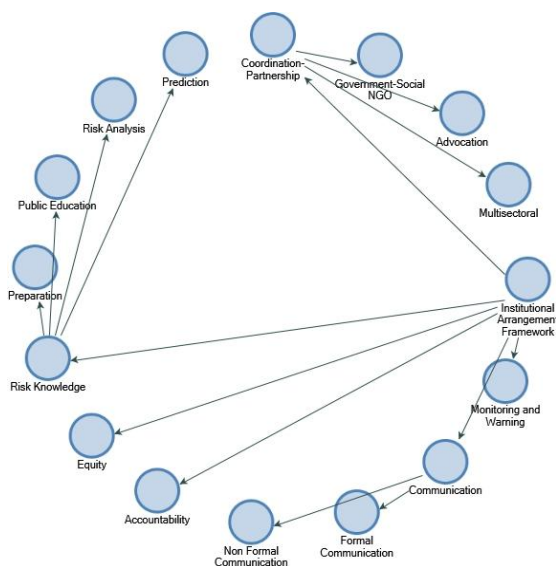 Prediction
Coordination-
Partnership
Government-Social
NGO
Risk Analysis
Advocation
Public Education
Multisectoral
Preparation
Institutional
Arrangement
Framework
Risk Knowledge
Monitoring and
Warning
Equity
Communication
Accountability
Non Formal
Communication
Formal
Communication